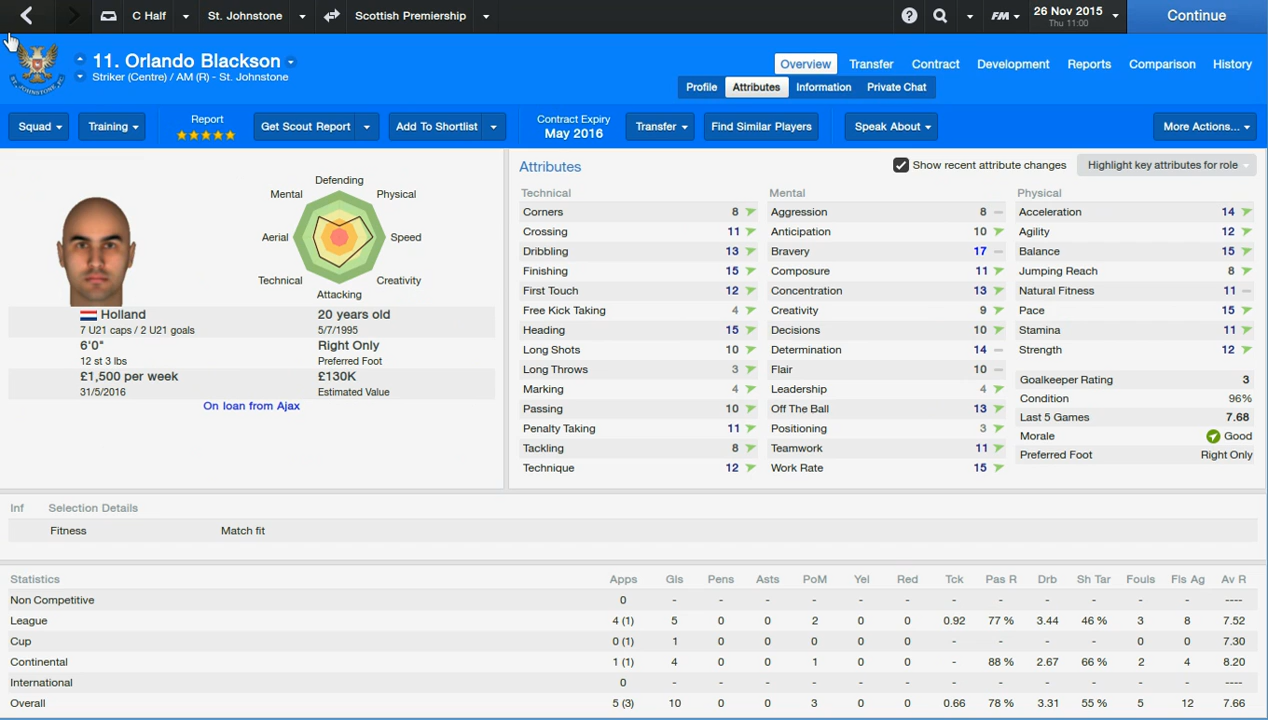 C Half St. Johnstone Scottish Premiership FM 26 Nov 2015 Continue
Thu 11:00
11. Orlando Blackson
Striker (Centre) / AM (R) - St. Johnstone
Overview Transfer Contract Development Reports Comparison History
Profile Attributes Information Private Chat
Squad Training Report Get Scout Report Add To Shortlist Contract Expiry May 2016 Transfer Find Similar Players Speak About More Actions...
Defending
Mental Physical
Aerial Speed
Technical Creativity
Attacking
Holland 20 years old
7 U21 caps / 2 U21 goals 5/7/1995
6'0" Right Only
12 st 3 lbs Preferred Foot
£1,500 per week £130K
31/5/2016 Estimated Value
On loan from Ajax
Attributes Show recent attribute changes Highlight key attributes for role
Technical Mental Physical
Corners 8 Aggression 8 Acceleration 14
Crossing 11 Anticipation 10 Agility 12
Dribbling 13 Bravery 17 Balance 15
Finishing 15 Composure 11 Jumping Reach 8
First Touch 12 Concentration 13 Natural Fitness 11
Free Kick Taking 4 Creativity 9 Pace 15
Heading 15 Decisions 10 Stamina 11
Long Shots 10 Determination 14 Strength 12
Long Throws 3 Flair 10
Marking 4 Leadership 4 Goalkeeper Rating 3
Passing 10 Off The Ball 13 Condition 96%
Penalty Taking 11 Positioning 3 Last 5 Games 7.68
Tackling 8 Teamwork 11 Morale Good
Technique 12 Work Rate 15 Preferred Foot Right Only
Inf Selection Details
Fitness Match fit
Statistics Apps Gls Pens Asts PoM Yel Red Tck Pas R Drb Sh Tar Fouls Fls Ag Av R
Non Competitive 0 - - - - - - - - - - - - ----
League 4 (1) 5 0 0 2 0 0 0.92 77 % 3.44 46 % 3 8 7.52
Cup 0 (1) 1 0 0 0 0 0 - - - - 0 0 7.30
Continental 1 (1) 4 0 0 1 0 0 - 88 % 2.67 66 % 2 4 8.20
International 0 - - - - - - - - - - - - ----
Overall 5 (3) 10 0 0 3 0 0 0.66 78 % 3.31 55 % 5 12 7.66